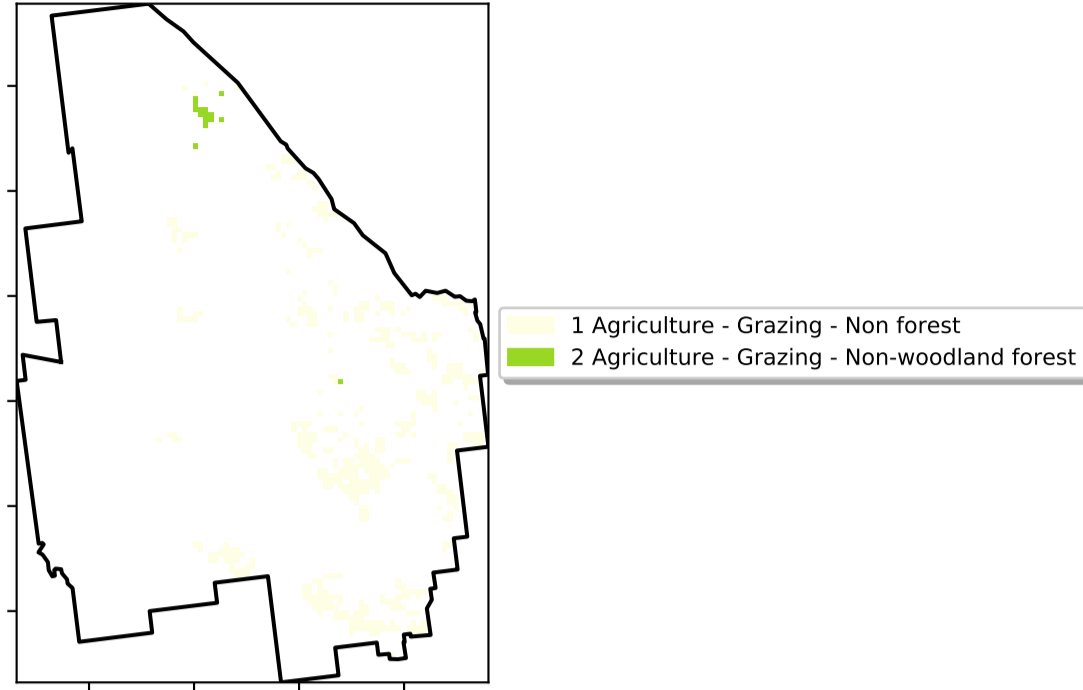 1 Agriculture - Grazing - Non forest
2 Agriculture - Grazing - Non-woodland forest